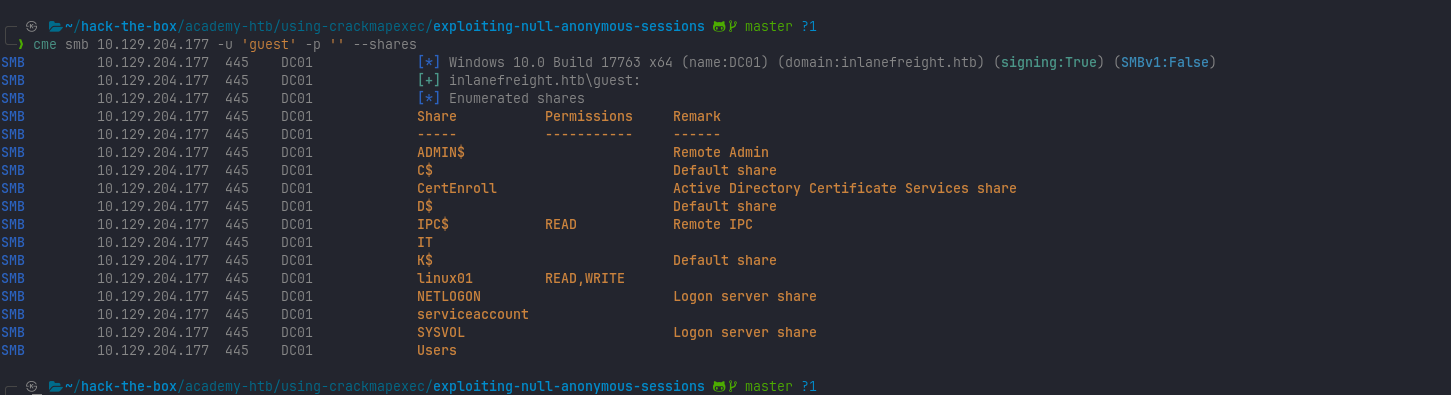 ~/hack-the-box/academy-htb/using-crackmapexec/exploiting-null-anonymous-sessions master ?1
❯ cme smb 10.129.204.177 -u 'guest' -p '' --shares
SMB 10.129.204.177 445 DC01 [*] Windows 10.0 Build 17763 x64 (name:DC01) (domain:inlanefreight.htb) (signing:True) (SMBv1:False)
SMB 10.129.204.177 445 DC01 [+] inlanefreight.htb\guest:
SMB 10.129.204.177 445 DC01 [*] Enumerated shares
SMB 10.129.204.177 445 DC01 Share Permissions Remark
SMB 10.129.204.177 445 DC01 ----- ----------- ------
SMB 10.129.204.177 445 DC01 ADMIN$ Remote Admin
SMB 10.129.204.177 445 DC01 C$ Default share
SMB 10.129.204.177 445 DC01 CertEnroll Active Directory Certificate Services share
SMB 10.129.204.177 445 DC01 D$ Default share
SMB 10.129.204.177 445 DC01 IPC$ READ Remote IPC
SMB 10.129.204.177 445 DC01 IT
SMB 10.129.204.177 445 DC01 K$ Default share
SMB 10.129.204.177 445 DC01 linux01 READ,WRITE
SMB 10.129.204.177 445 DC01 NETLOGON Logon server share
SMB 10.129.204.177 445 DC01 serviceaccount
SMB 10.129.204.177 445 DC01 SYSVOL Logon server share
SMB 10.129.204.177 445 DC01 Users
~/hack-the-box/academy-htb/using-crackmapexec/exploiting-null-anonymous-sessions master ?1